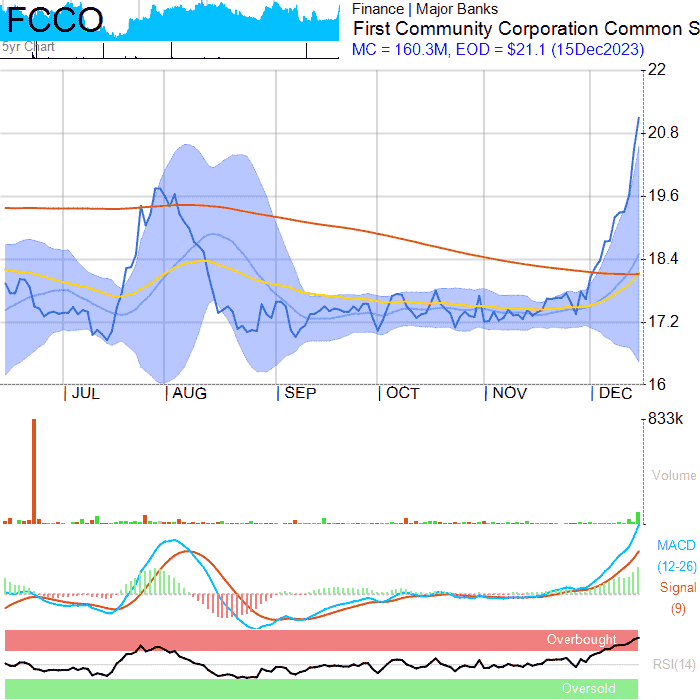 FCCO
5yr Chart
Finance | Major Banks
First Community Corporation Common S
MC = 160.3M, EOD = $21.1 (15Dec2023)
22
20.8
19.6
18.4
17.2
16
JUL
AUG
SEP
OCT
NOV
DEC
833k
Volume
MACD
(12-26)
Signal
(9)
Overbought
RSI(14)
Oversold